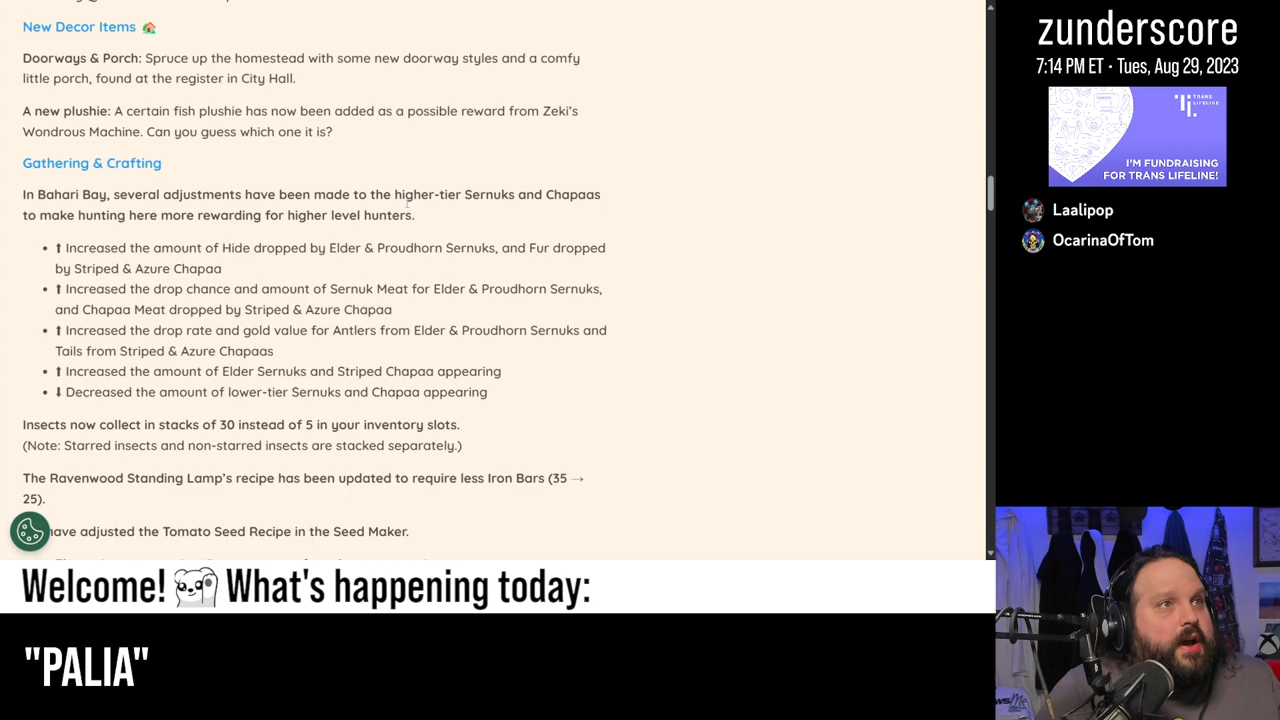 New Decor Items
Doorways & Porch: Spruce up the homestead with some new doorway styles and a comfy
little porch, found at the register in City Hall.
A new plushie: A certain fish plushie has now been added as a possible reward from Zeki's
Wondrous Machine. Can you guess which one it is?
Gathering & Crafting
In Bahari Bay, several adjustments have been made to the higher-tier Sernuks and Chapaas
to make hunting here more rewarding for higher level hunters.
• ⬆ Increased the amount of Hide dropped by Elder & Proudhorn Sernuks, and Fur dropped
by Striped & Azure Chapaa
• ⬆ Increased the drop chance and amount of Sernuk Meat for Elder & Proudhorn Sernuks,
and Chapaa Meat dropped by Striped & Azure Chapaa
• ⬆ Increased the drop rate and gold value for Antlers from Elder & Proudhorn Sernuks and
Tails from Striped & Azure Chapaas
• ⬆ Increased the amount of Elder Sernuks and Striped Chapaa appearing
• ⬇ Decreased the amount of lower-tier Sernuks and Chapaa appearing
Insects now collect in stacks of 30 instead of 5 in your inventory slots.
(Note: Starred insects and non-starred insects are stacked separately.)
The Ravenwood Standing Lamp's recipe has been updated to require less Iron Bars (35 →
25).
have adjusted the Tomato Seed Recipe in the Seed Maker.
Welcome! What's happening today:
"PALIA"
zunderscore
7:14 PM ET · Tues, Aug 29, 2023
TRANS
LIFELINE
I'M FUNDRAISING
FOR TRANS LIFELINE!
Laalipop
OcarinaOfTom